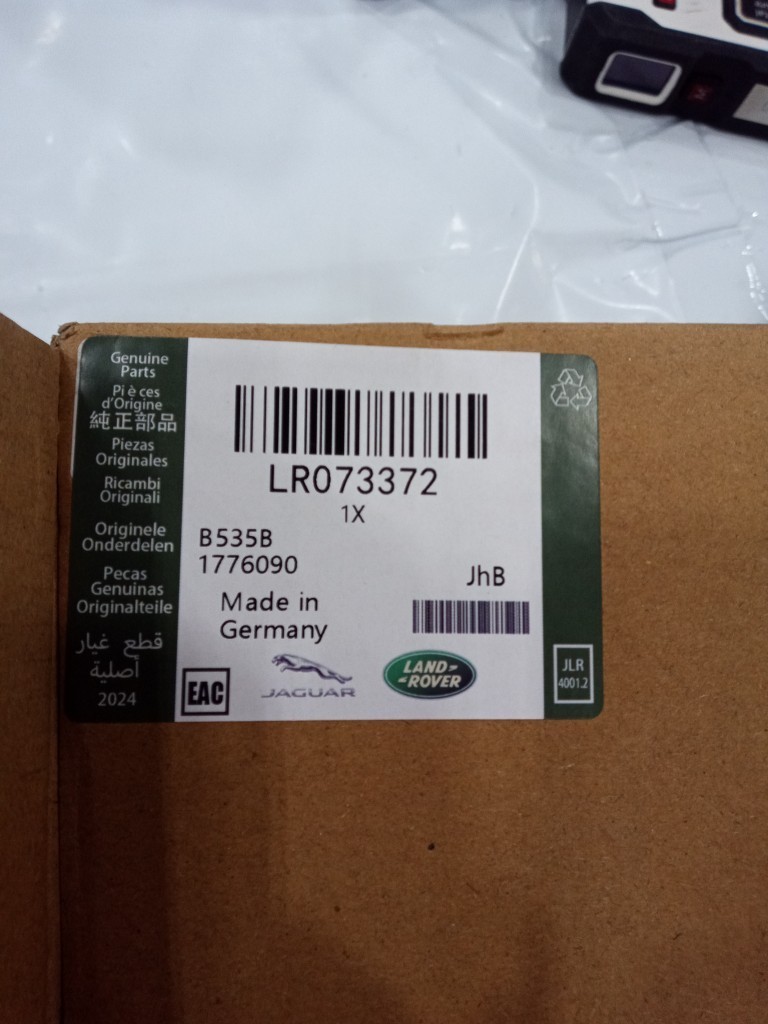 Genuine
Parts
Piè ces
d'Origine
純正部品
Piezas
Originales
Ricambi
Originali
Originele
Onderdelen
Pecas
Genuinas
Originalteile
قطع غيار
أصلية
2024
LR073372
1X
B535B
1776090
JhB
Made in
Germany
EAC
JAGUAR
LAND-
-ROVER
JLR
4001.2